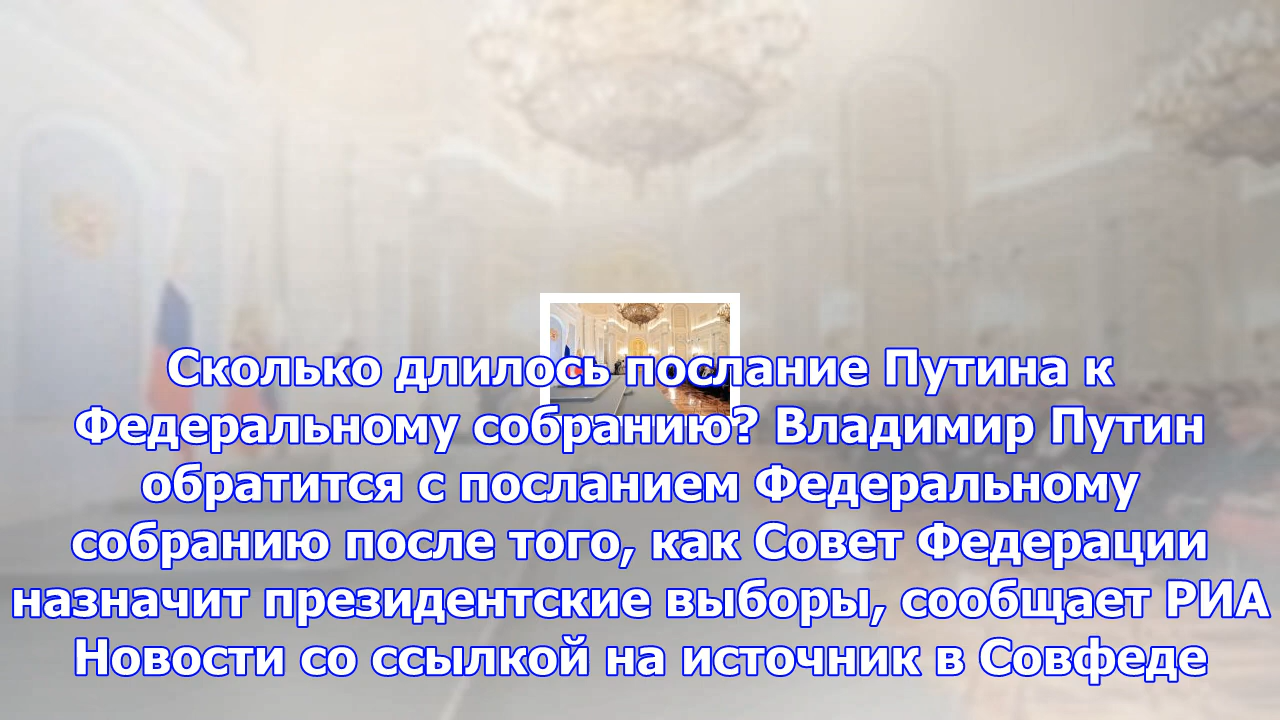 Сколько длилось послание Путина к
Федеральному собранию? Владимир Путин
обратится с посланием Федеральному
собранию после того, как Совет Федерации
назначит президентские выборы, сообщает РИА
Новости со ссылкой на источник в Совфеде